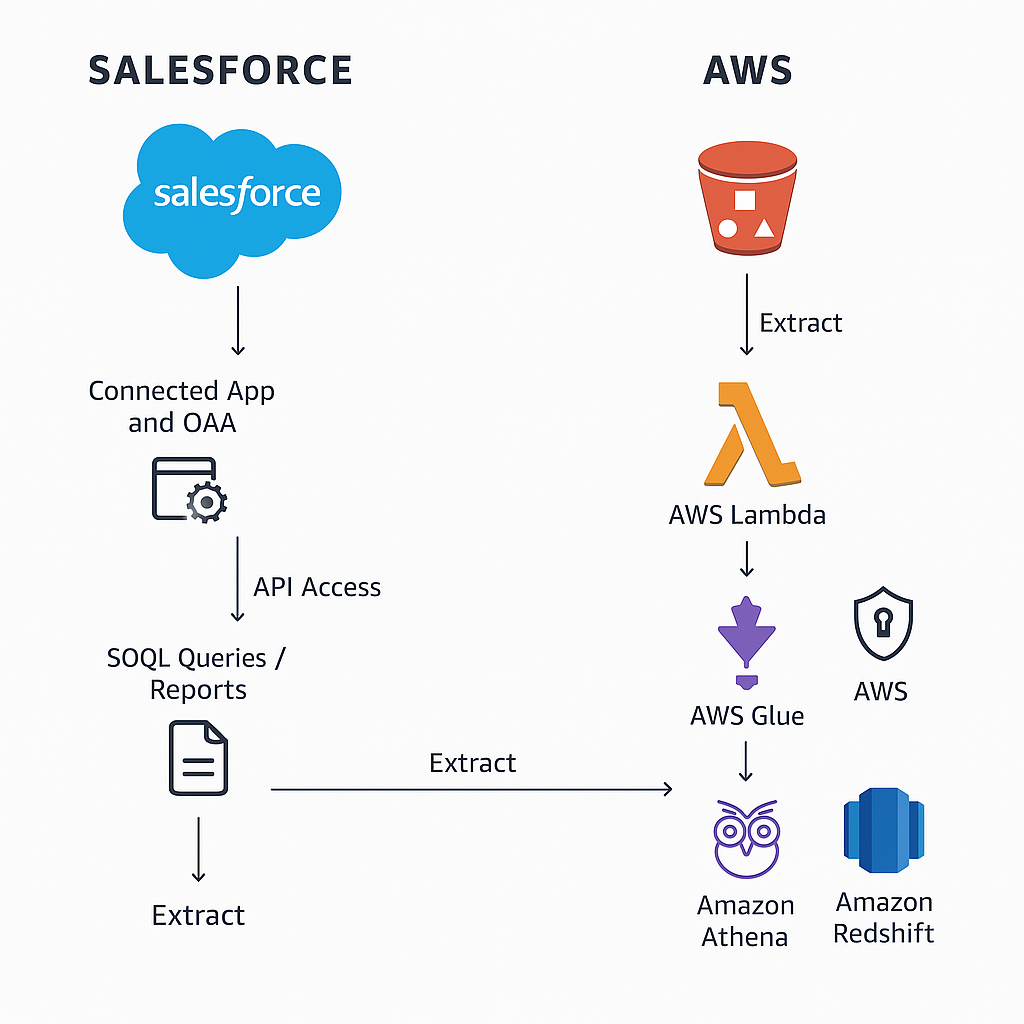 SALESFORCE
salesforce
Connected App
and OAA
API Access
SOQL Queries /
Reports
Extract
Extract
AWS
Extract
AWS Lambda
AWS Glue
AWS
Amazon
Athena
Amazon
Redshift